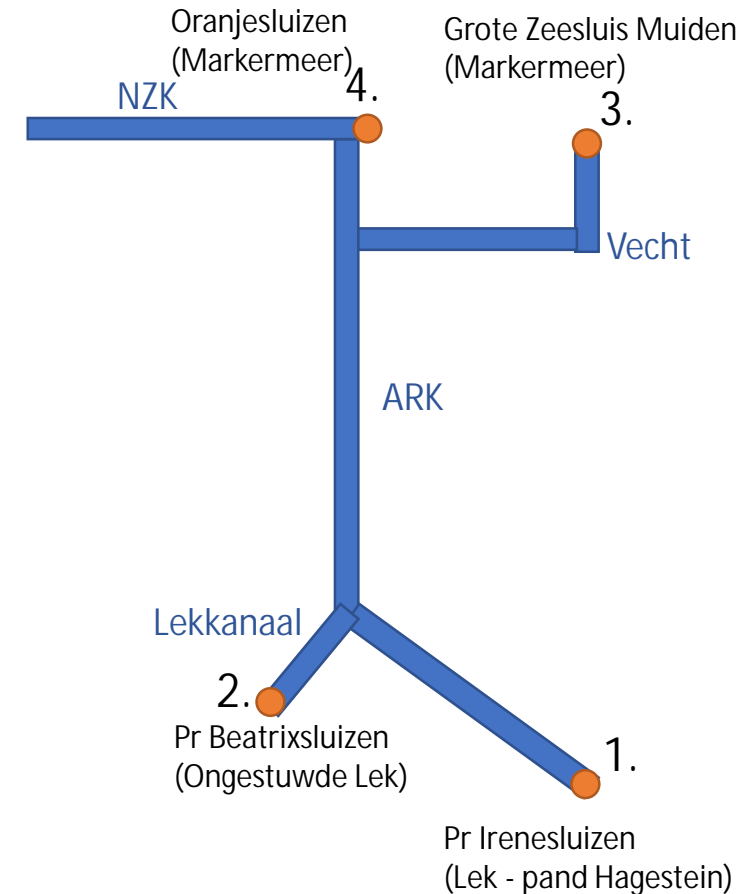 Oranjesluizen
(Markermeer)
4.
Grote Zeesluis Muiden
(Markermeer)
3.
NZK
Vecht
ARK
Lekkanaal
2.
Pr Beatrixsluizen
(Ongestuwde Lek)
1.
Pr Irenesluizen
(Lek - pand Hagestein)